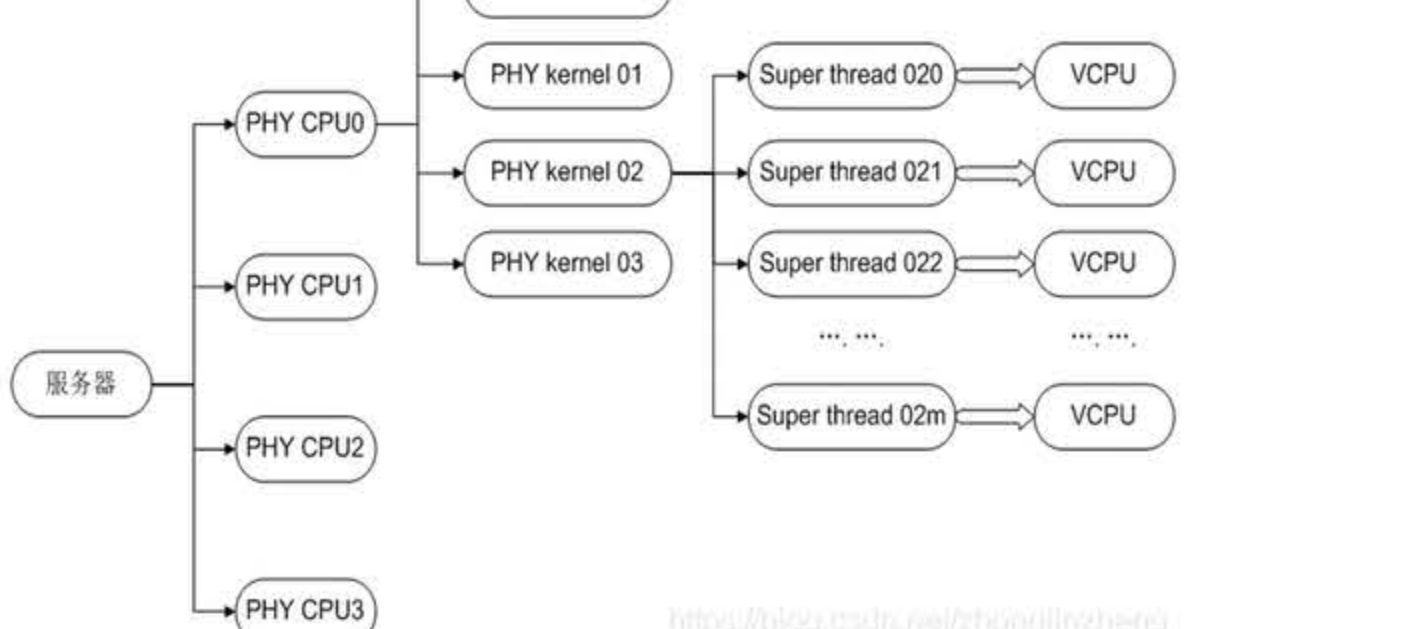 PHY kernel 01
Super thread 020
VCPU
PHY CPU0
PHY kernel 02
Super thread 021
VCPU
PHY kernel 03
Super thread 022
VCPU
PHY CPU1
…. ….
…. ….
服务器
Super thread 02m
VCPU
PHY CPU2
PHY CPU3